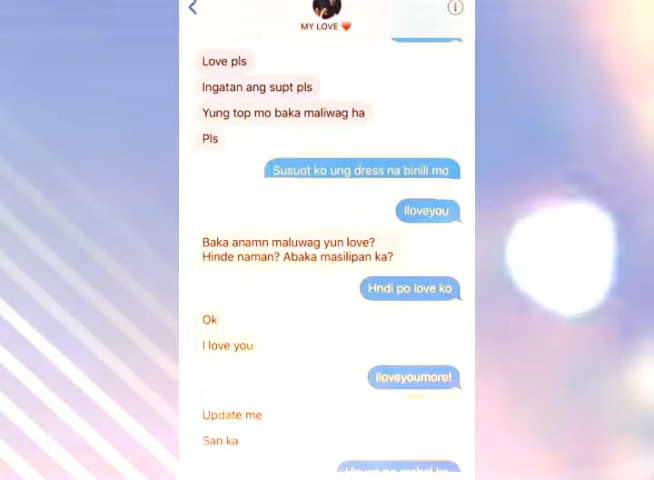 MY LOVE ❤️
Love pls
Ingatan ang supt pls
Yung top mo baka maliwag ha
Pls
Susuot ko ung dress na binili mo
Iloveyou
Baka anamn maluwag yun love?
Hinde naman? Abaka masilipan ka?
Hndi po love ko
Ok
I love you
Iloveyoumore!
Update me
San ka